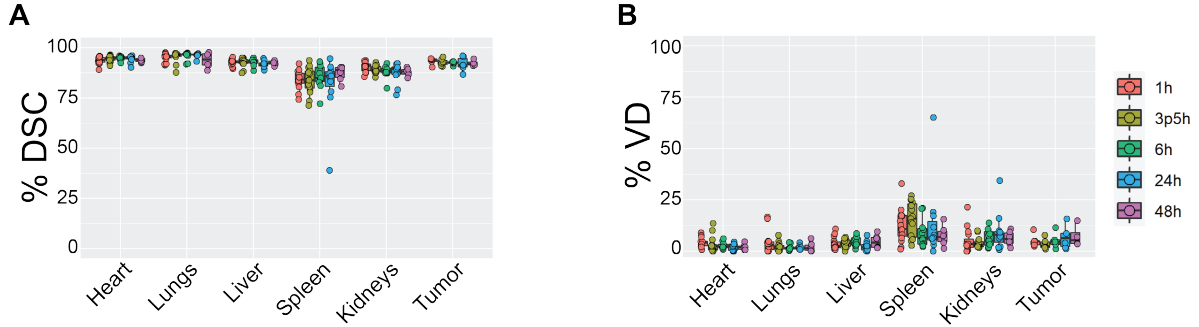 A
% DSC
100
75
50
25
0
Heart
Lungs
Liver
Spleen
Kidneys
Tumor
B
% VD
100
75
50
25
0
Heart
Lungs
Liver
Spleen
Kidneys
Tumor
1h
3p5h
6h
24h
48h